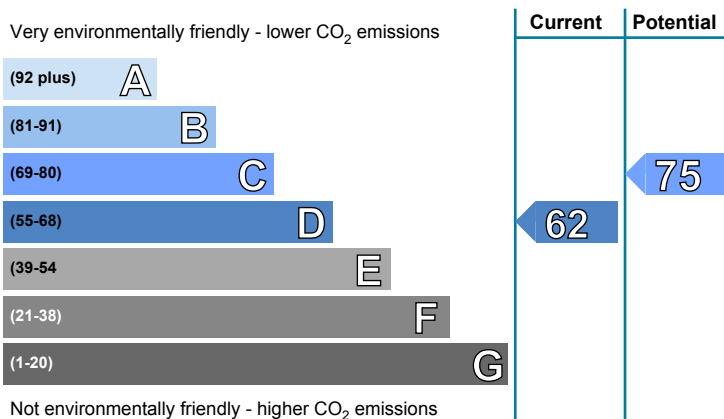 Very environmentally friendly - lower CO2 emissions Current Potential
(92 plus) A
(81-91) B
(69-80) C 75
(55-68) D 62
(39-54 E
(21-38) F
(1-20) G
Not environmentally friendly - higher CO2 emissions